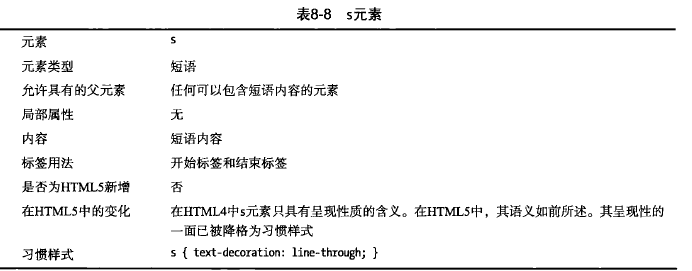 表8-8 s元素
元素 s
元素类型 短语
允许具有的父元素 任何可以包含短语内容的元素
局部属性 无
内容 短语内容
标签用法 开始标签和结束标签
是否为HTML5新增 否
在HTML5中的变化 在HTML4中s元素只具有呈现性质的含义。在HTML5中，其语义如前所述。其呈现性的
一面已被降格为习惯样式
习惯样式 s { text-decoration: line-through; }